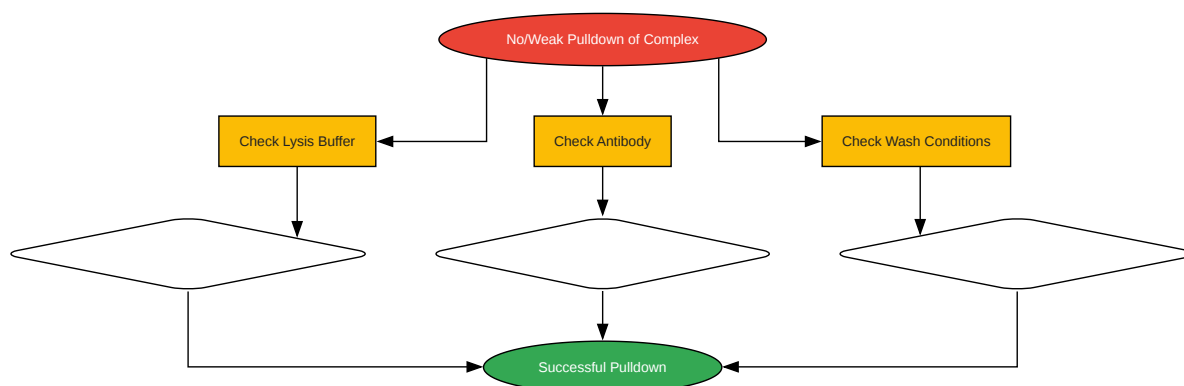 No/Weak Pulldown of Complex
Check Lysis Buffer
Check Antibody
Check Wash Conditions
Successful Pulldown